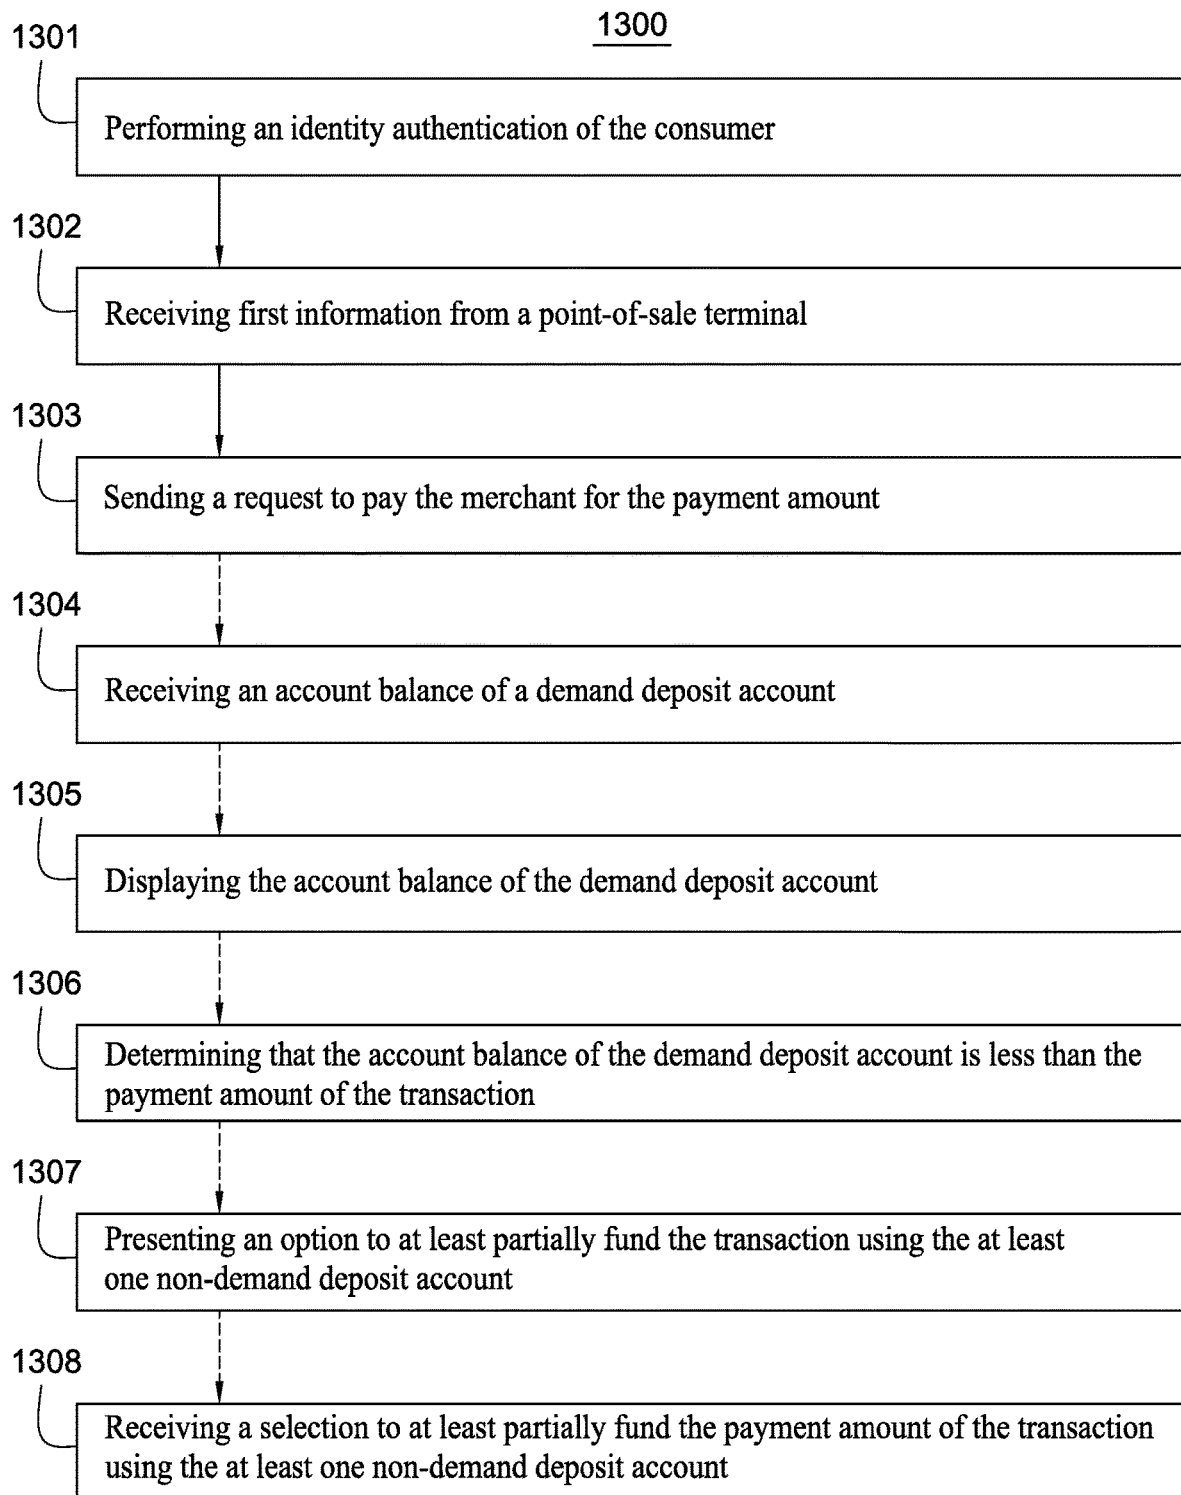 1300
1301
Performing an identity authentication of the consumer
1302
Receiving first information from a point-of-sale terminal
1303
Sending a request to pay the merchant for the payment amount
1304
Receiving an account balance of a demand deposit account
1305
Displaying the account balance of the demand deposit account
1306
Determining that the account balance of the demand deposit account is less than the
payment amount of the transaction
1307
Presenting an option to at least partially fund the transaction using the at least
one non-demand deposit account
1308
Receiving a selection to at least partially fund the payment amount of the transaction
using the at least one non-demand deposit account